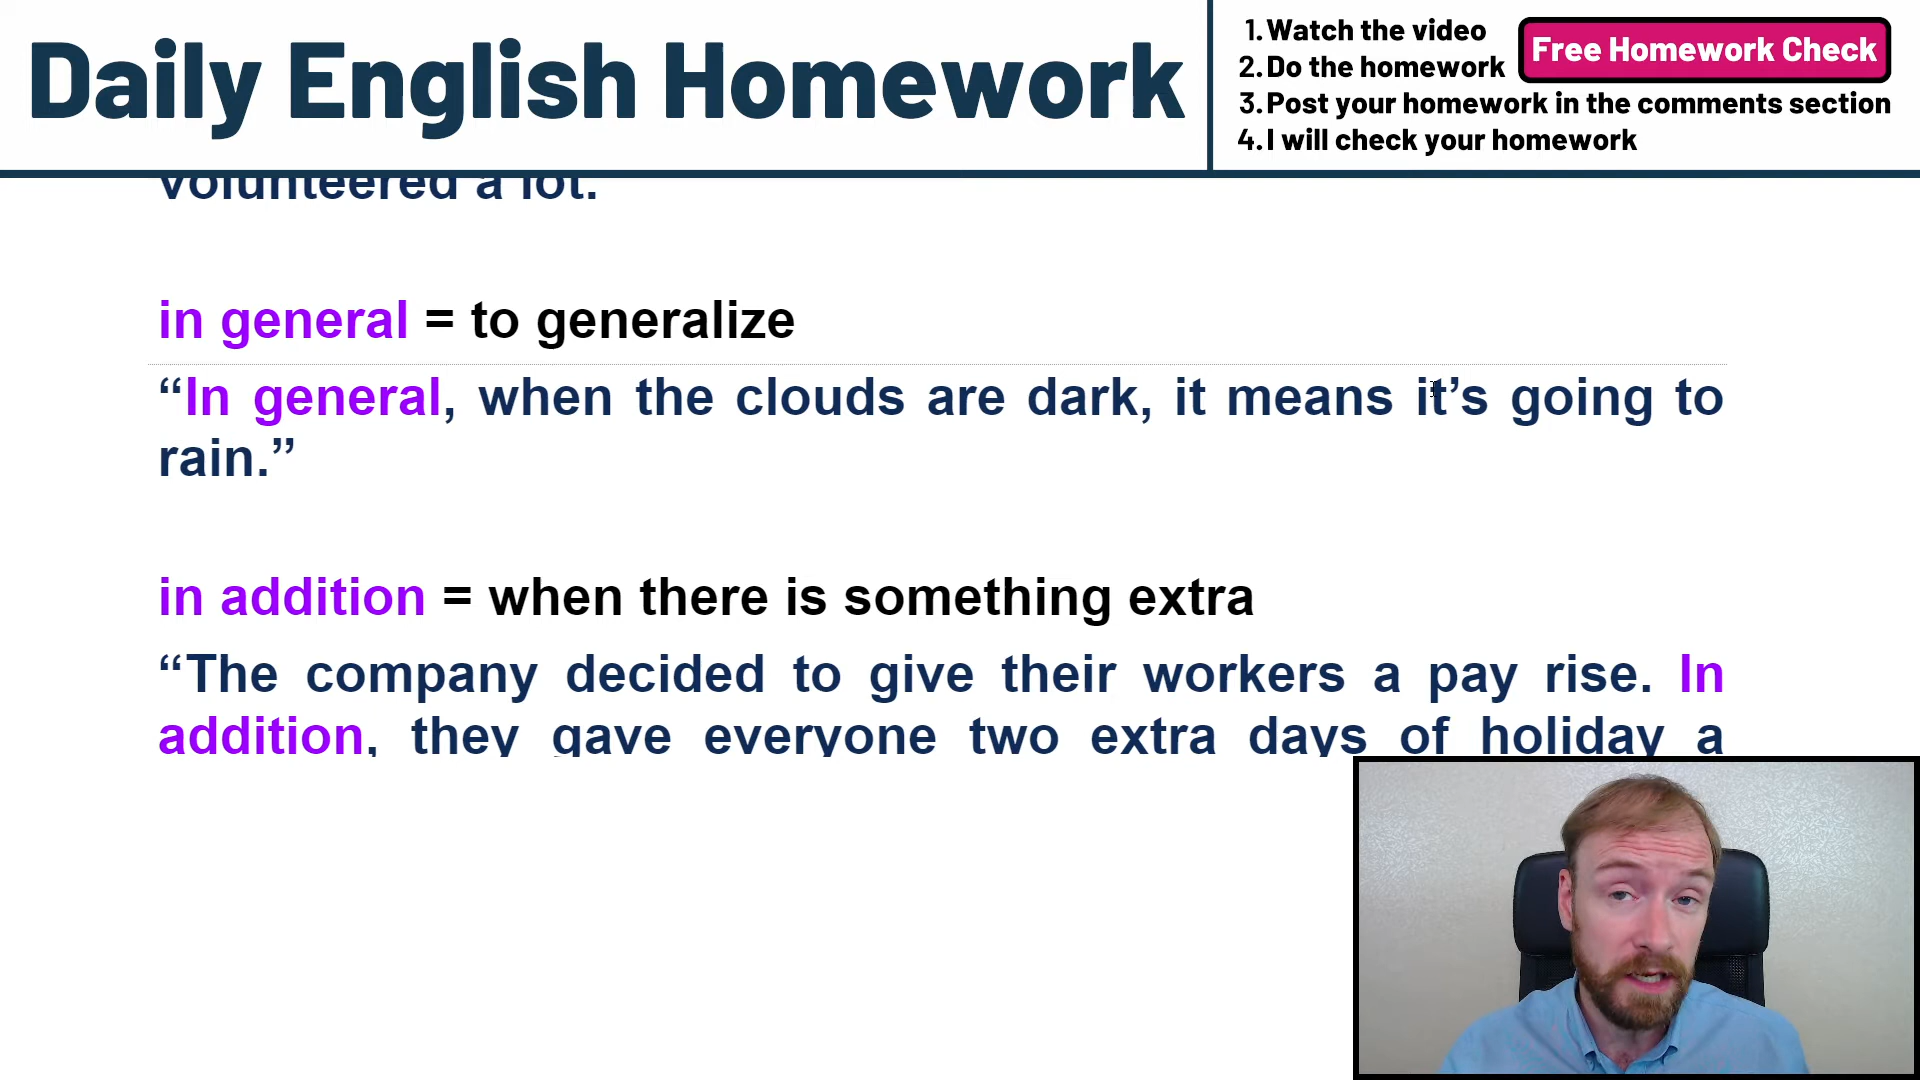 Daily English Homework
1. Watch the video
2. Do the homework
Free Homework Check
3. Post your homework in the comments section
4. I will check your homework
volunteered a lot.
in general = to generalize
“In general, when the clouds are dark, it means it’s going to
rain.”
in addition = when there is something extra
“The company decided to give their workers a pay rise. In
addition, they gave everyone two extra days of holiday a